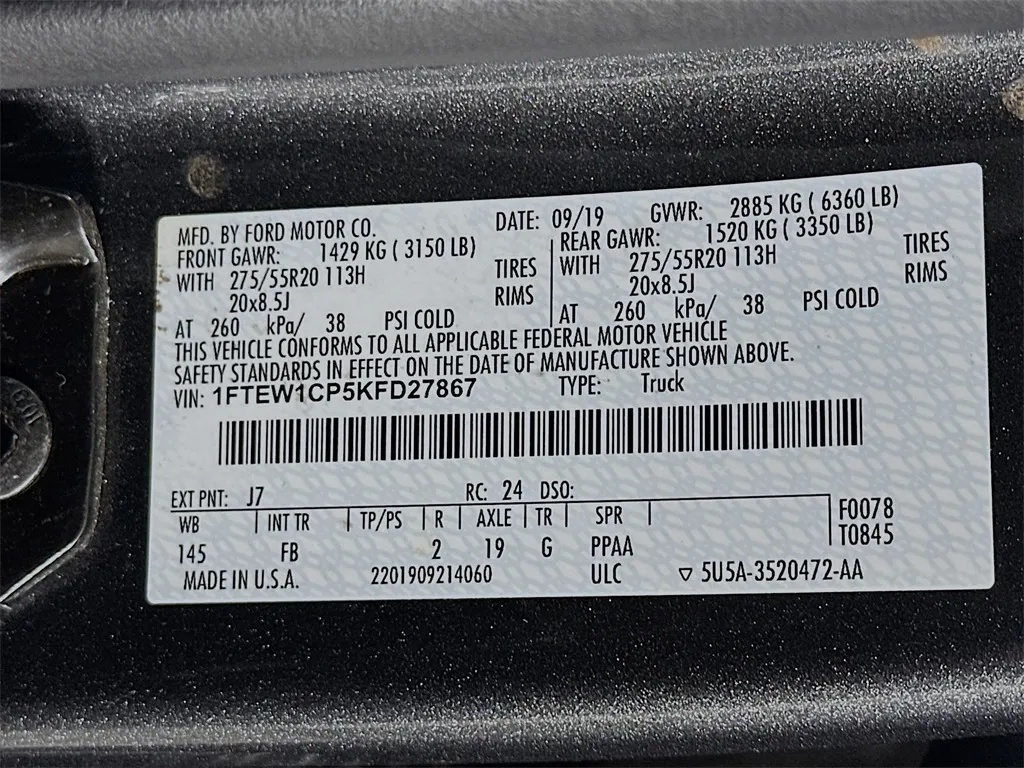 MFD. BY FORD MOTOR CO. DATE: 09/19 GVWR: 2885 KG ( 6360 LB)
FRONT GAWR: 1429 KG ( 3150 LB) REAR GAWR: 1520 KG ( 3350 LB)
WITH 275/55R20 113H TIRES WITH 275/55R20 113H TIRES
20x8.5J RIMS 20x8.5J RIMS
AT 260 kPa/ 38 PSI COLD AT 260 kPa/ 38 PSI COLD
THIS VEHICLE CONFORMS TO ALL APPLICABLE FEDERAL MOTOR VEHICLE
SAFETY STANDARDS IN EFFECT ON THE DATE OF MANUFACTURE SHOWN ABOVE.
VIN: 1FTEW1CP5KFD27867 TYPE: Truck
EXT PNT: J7 RC: 24 DSO:
WB INT TR TP/PS R AXLE TR SPR F0078
145 FB 2 19 G PPAA T0845
MADE IN U.S.A. 2201909214060 ULC ▽ 5U5A-3520472-AA